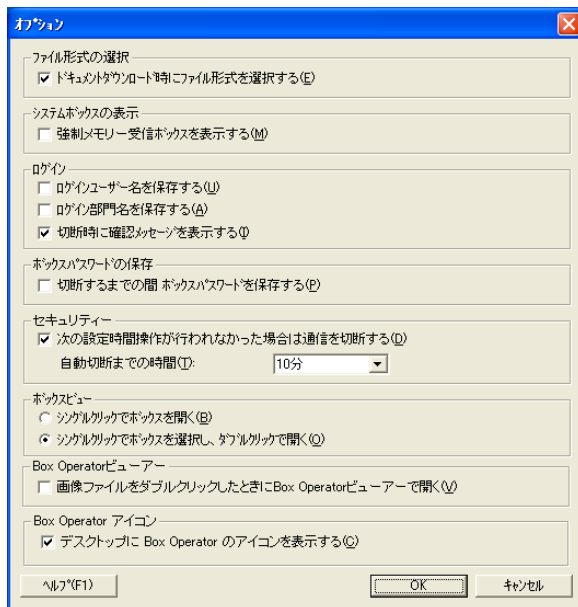 オプション
ファイル形式の選択
ドキュメントダウンロード時にファイル形式を選択する(E)
システムボックスの表示
強制メモリー受信ボックスを表示する(M)
ログイン
ログインユーザー名を保存する(U)
ログイン部門名を保存する(A)
切断時に確認メッセージを表示する(I)
ボックスパスワードの保存
切断するまでの間 ボックスパスワードを保存する(P)
セキュリティー
次の設定時間操作が行われなかった場合は通信を切断する(D)
自動切断までの時間(T): 10分
ボックスビュー
シングルクリックでボックスを開く(B)
シングルクリックでボックスを選択し、ダブルクリックで開く(O)
Box Operatorビューアー
画像ファイルをダブルクリックしたときにBox Operatorビューアーで開く(V)
Box Operator アイコン
デスクトップに Box Operator のアイコンを表示する(C)
ヘルプ(F1) OK キャンセル